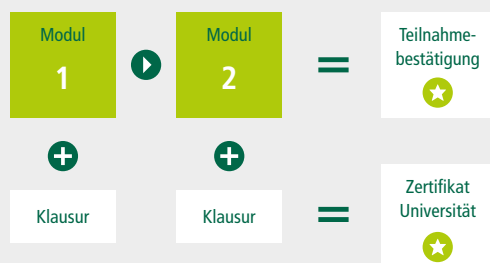 Modul
1
Modul
2
Teilnahme-
bestätigung
Klausur
Klausur
Zertifikat
Universität